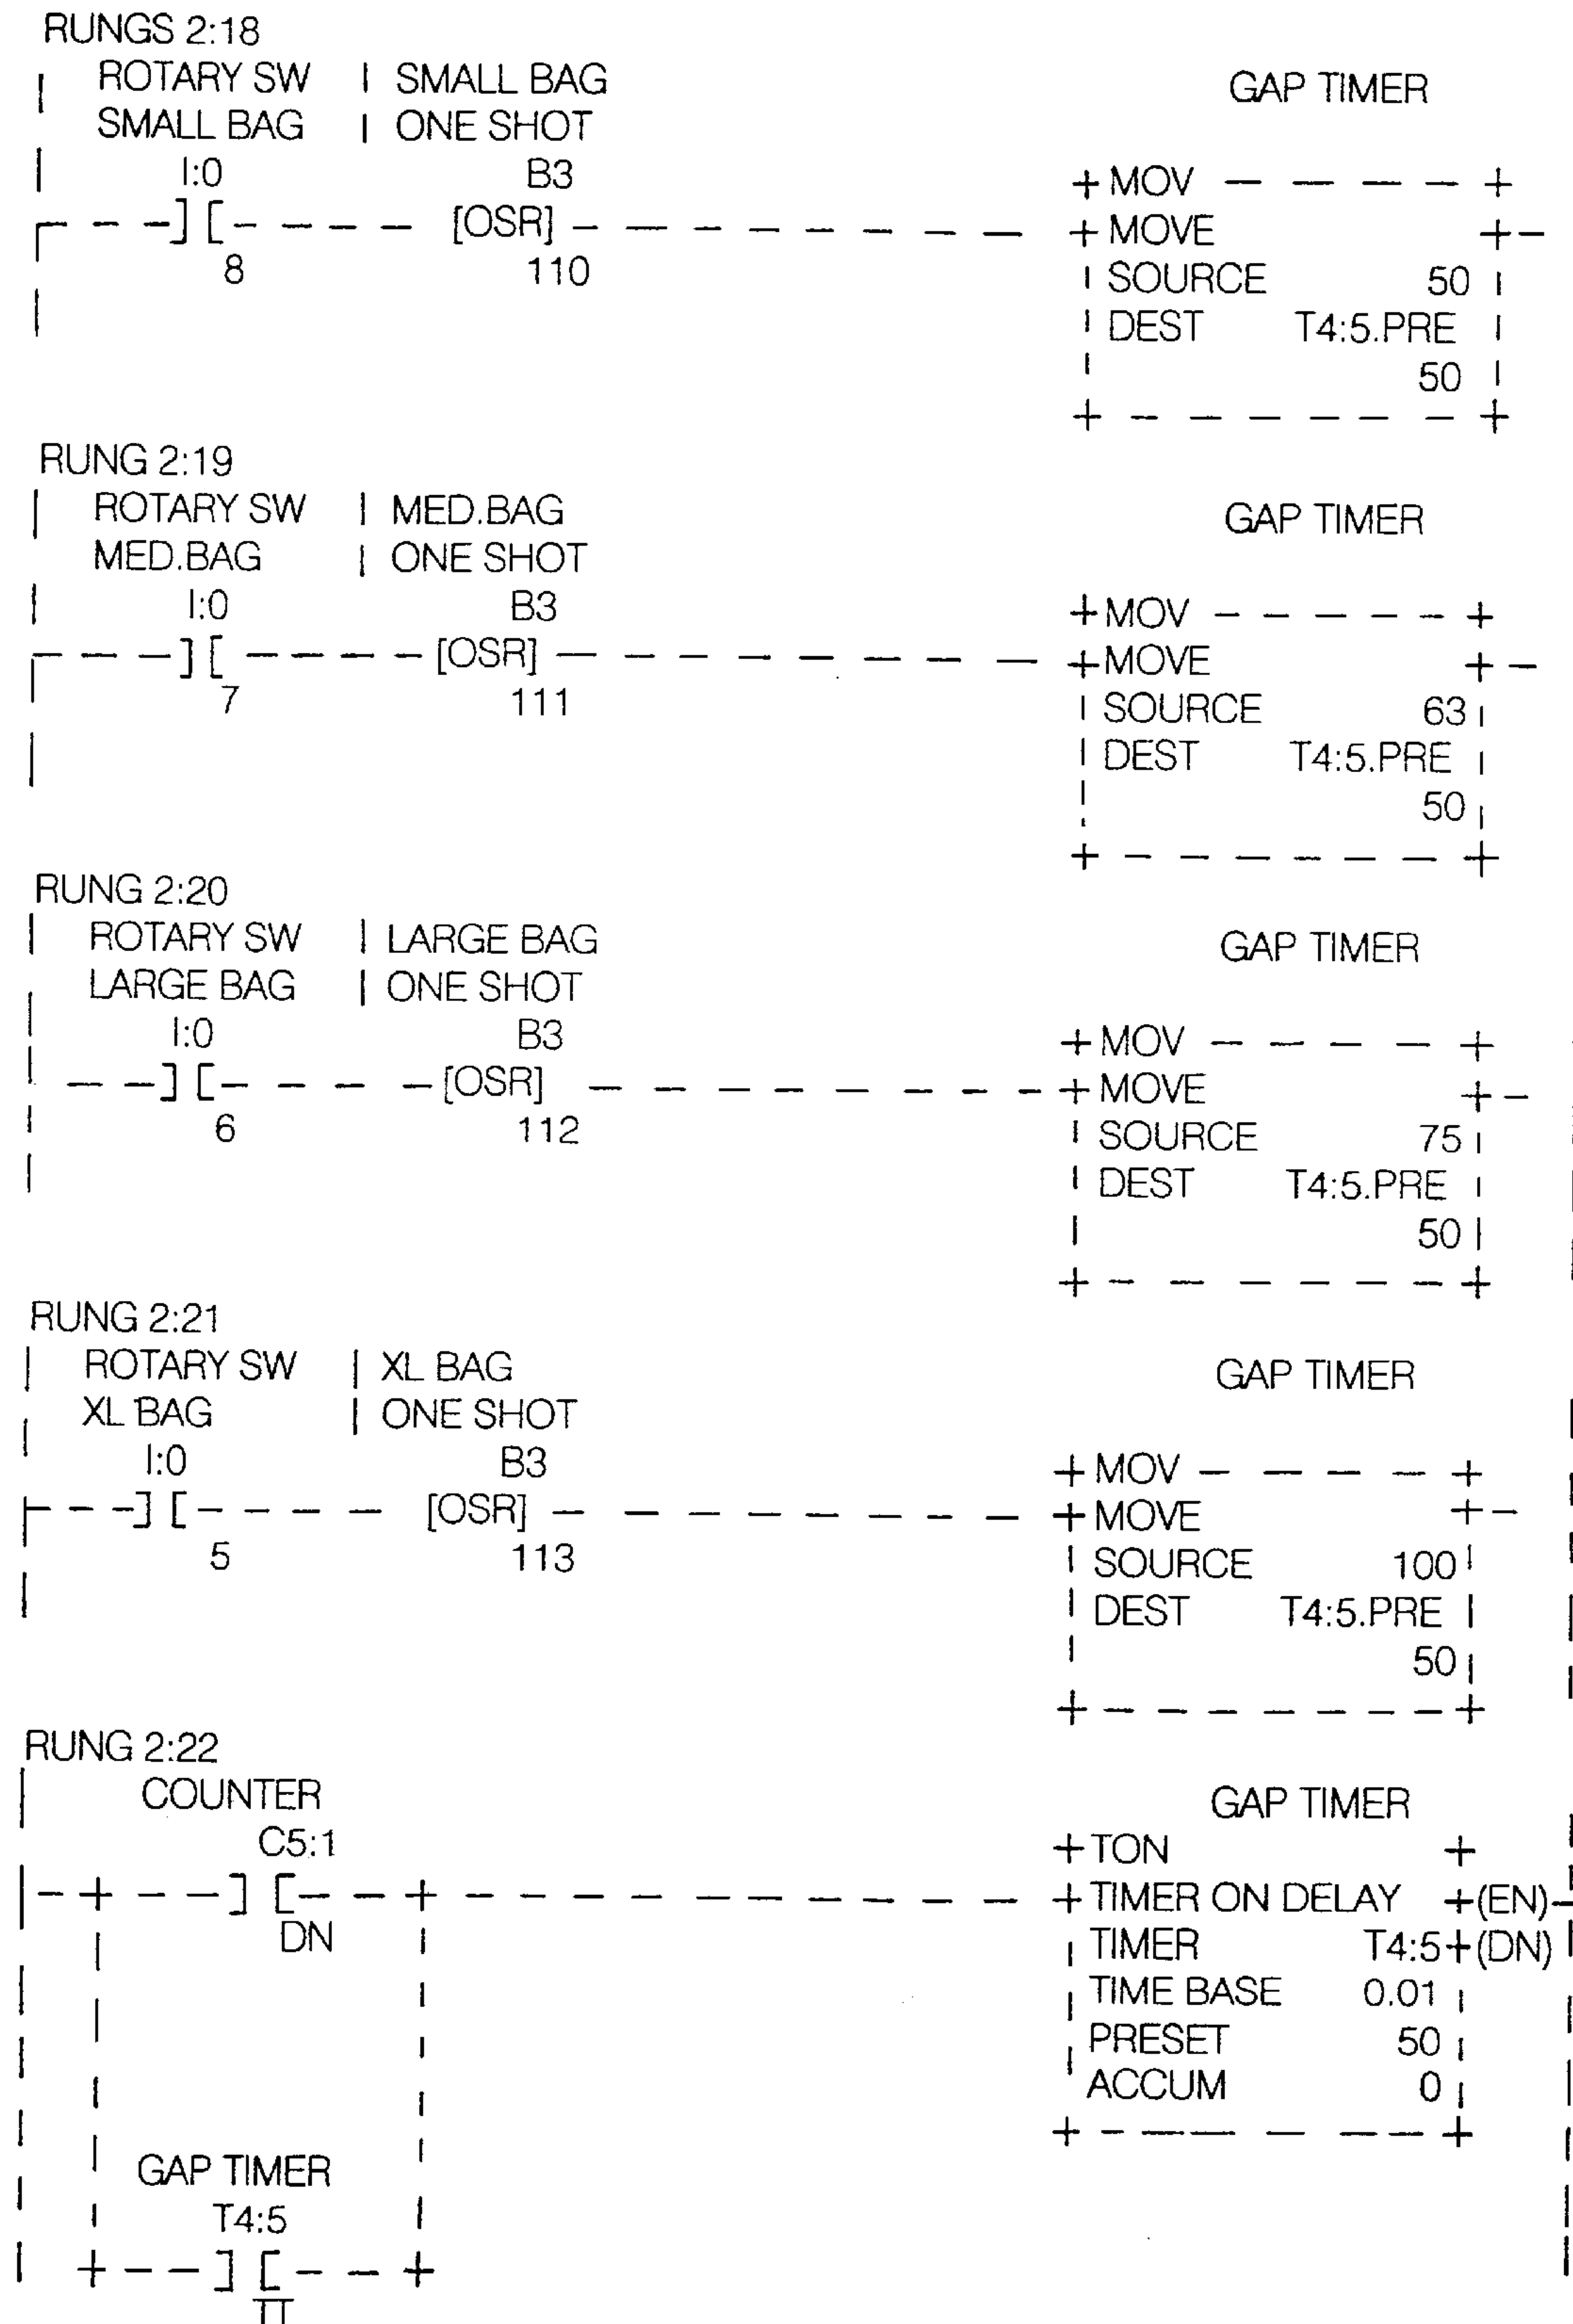 RUNGS 2:18
ROTARY SW | SMALL BAG
SMALL BAG | ONE SHOT
GAP TIMER
I:0 B3
] [ [OSR]
8 110
+MOV +
+MOVE +
SOURCE 50
DEST T4:5.PRE
50
RUNG 2:19
ROTARY SW | MED.BAG
MED.BAG | ONE SHOT
GAP TIMER
I:0 B3
] [ [OSR]
7 111
+MOV +
+MOVE +
SOURCE 63
DEST T4:5.PRE
50
RUNG 2:20
ROTARY SW | LARGE BAG
LARGE BAG | ONE SHOT
GAP TIMER
I:0 B3
] [ [OSR]
6 112
+MOV +
+MOVE +
SOURCE 75
DEST T4:5.PRE
50
RUNG 2:21
ROTARY SW | XL BAG
XL BAG | ONE SHOT
GAP TIMER
I:0 B3
] [ [OSR]
5 113
+MOV +
+MOVE +
SOURCE 100
DEST T4:5.PRE
50
RUNG 2:22
COUNTER
C5:1
] [
DN
GAP TIMER
+TON +
+TIMER ON DELAY +(EN)
TIMER T4:5+(DN)
TIME BASE 0.01
PRESET 50
ACCUM 0
GAP TIMER
T4:5
] [
TT